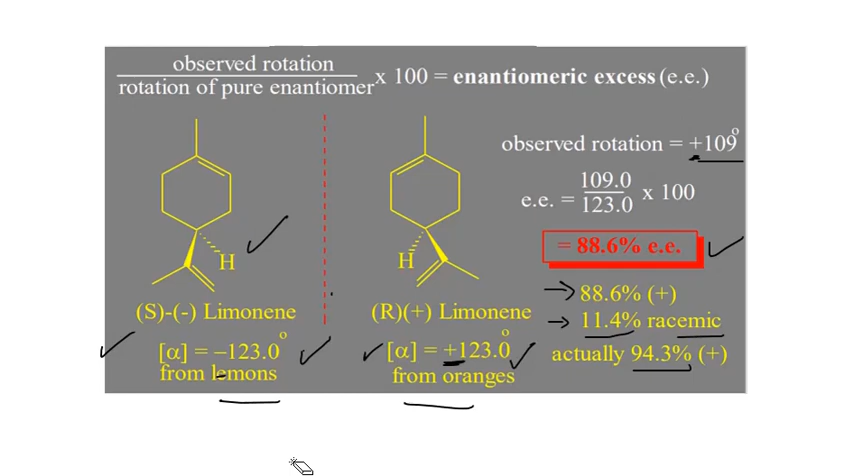 observed rotation
rotation of pure enantiomer x 100 = enantiomeric excess (e.e.)
observed rotation = +109°
e.e. = 109.0 / 123.0 x 100
= 88.6% e.e.
88.6% (+)
11.4% racemic
actually 94.3% (+)
H
(S)-(-) Limonene
[α] = –123.0°
from lemons
H
(R)(+) Limonene
[α] = +123.0°
from oranges